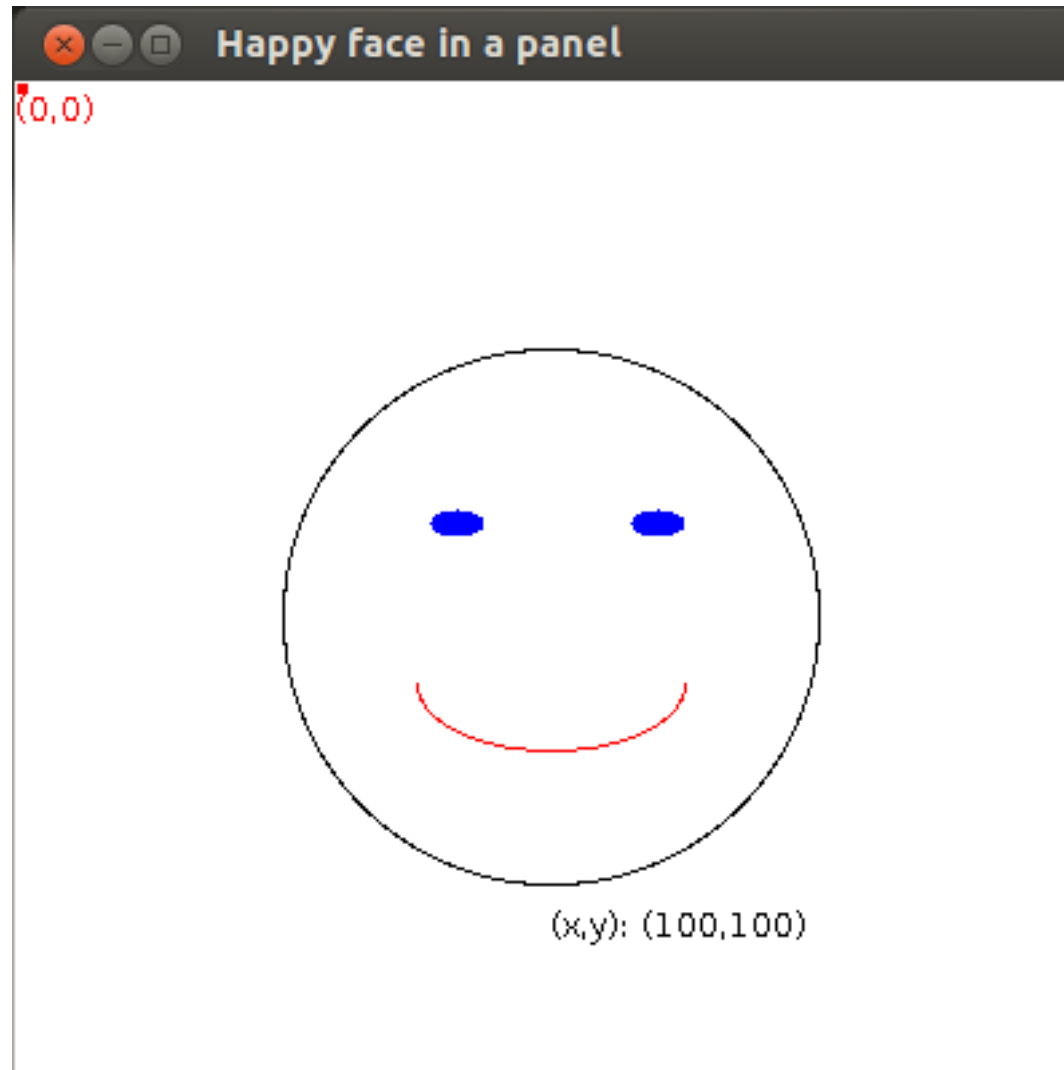 Happy face in a panel
(0,0)
(x,y): (100,100)